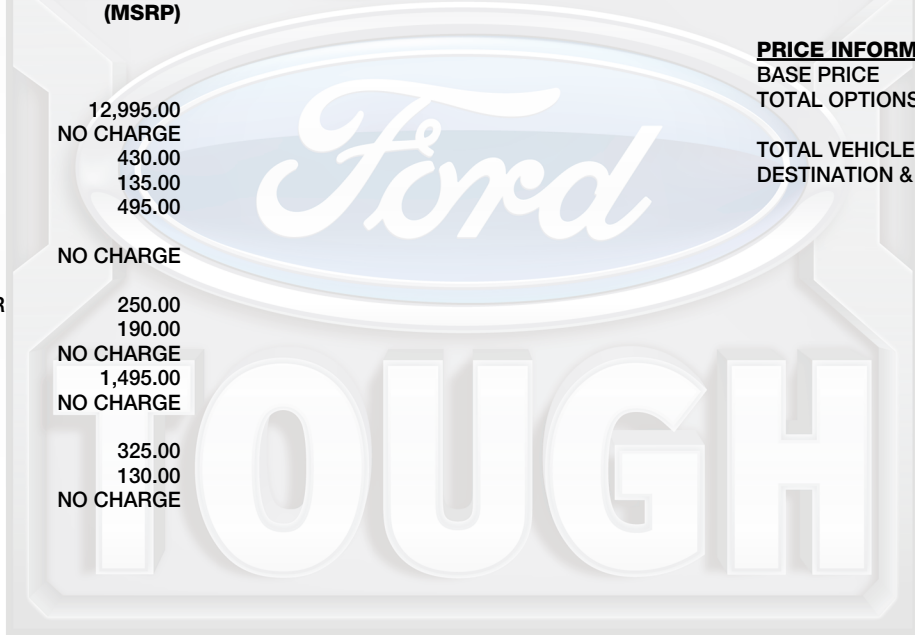 (MSRP)
12,995.00
NO CHARGE
430.00
135.00
495.00
NO CHARGE
R 250.00
190.00
NO CHARGE
1,495.00
NO CHARGE
325.00
130.00
NO CHARGE
PRICE INFORM
BASE PRICE
TOTAL OPTIONS
TOTAL VEHICLE
DESTINATION &
Ford
TOUGH